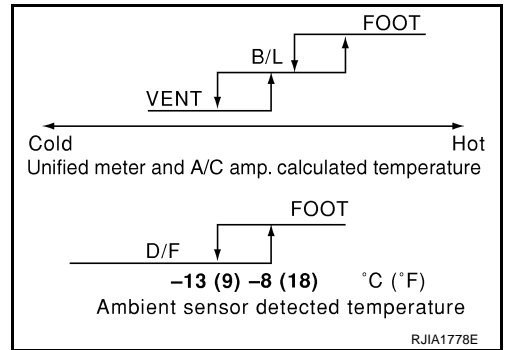 FOOT
B/L
VENT
Cold Hot
Unified meter and A/C amp. calculated temperature
FOOT
D/F
–13 (9) –8 (18) ˚C (˚F)
Ambient sensor detected temperature
RJIA1778E